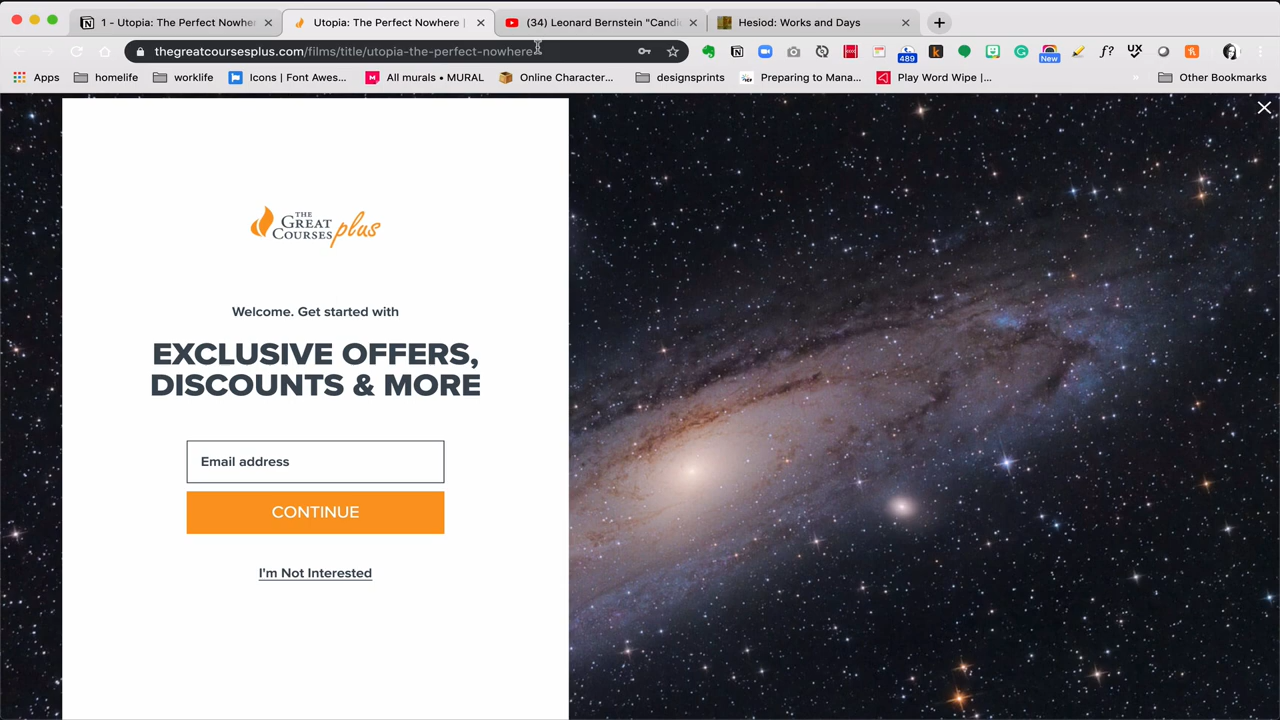 1 - Utopia: The Perfect Nowher
Utopia: The Perfect Nowhere |
(34) Leonard Bernstein "Candi
Hesiod: Works and Days
thegreatcoursesplus.com/films/title/utopia-the-perfect-nowhere
489
New
f?
UX
Apps
homelife
worklife
Icons | Font Awes...
All murals • MURAL
Online Character...
designsprints
Preparing to Mana...
Play Word Wipe |...
»
Other Bookmarks
THE
GREAT
COURSES plus
Welcome. Get started with
EXCLUSIVE OFFERS,
DISCOUNTS & MORE
Email address
CONTINUE
I'm Not Interested